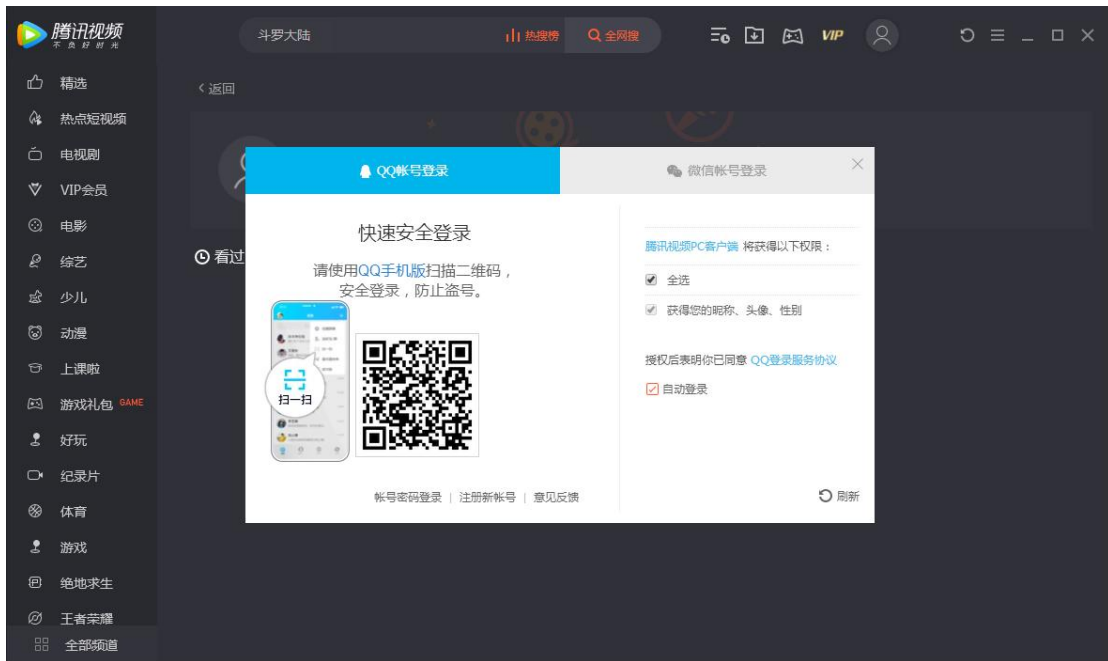 腾讯视频
不负好时光
斗罗大陆
热搜榜
全网搜
VIP
精选
热点短视频
电视剧
VIP会员
电影
综艺
少儿
动漫
上课啦
游戏礼包 GAME
好玩
纪录片
体育
游戏
绝地求生
王者荣耀
全部频道
返回
看过
QQ帐号登录
微信帐号登录
快速安全登录
请使用QQ手机版扫描二维码，
安全登录，防止盗号。
扫一扫
帐号密码登录 | 注册新帐号 | 意见反馈
腾讯视频PC客户端 将获得以下权限：
全选
获得您的昵称、头像、性别
授权后表明你已同意 QQ登录服务协议
自动登录
刷新